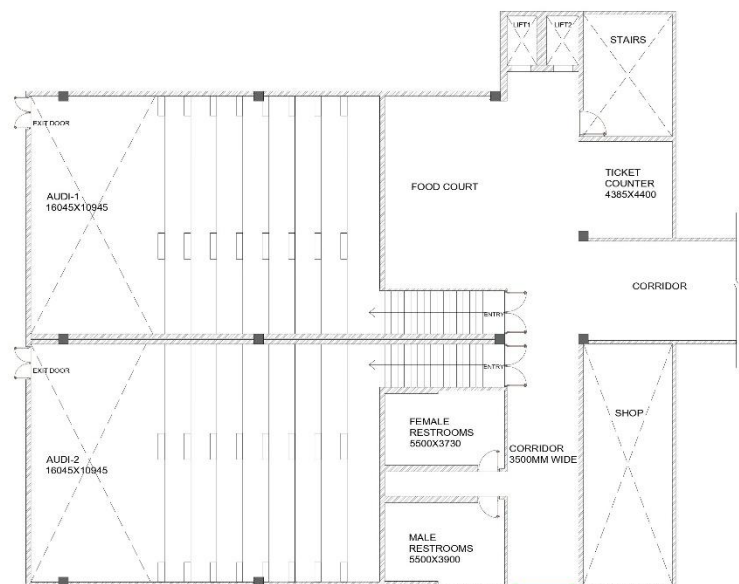 LIFT1
LIFT2
STAIRS
EXIT DOOR
AUDI-1
16045X10945
FOOD COURT
TICKET
COUNTER
4385X4400
CORRIDOR
ENTRY
EXIT DOOR
ENTRY
AUDI-2
16045X10945
FEMALE
RESTROOMS
5500X3730
CORRIDOR
3500MM WIDE
SHOP
MALE
RESTROOMS
5500X3900